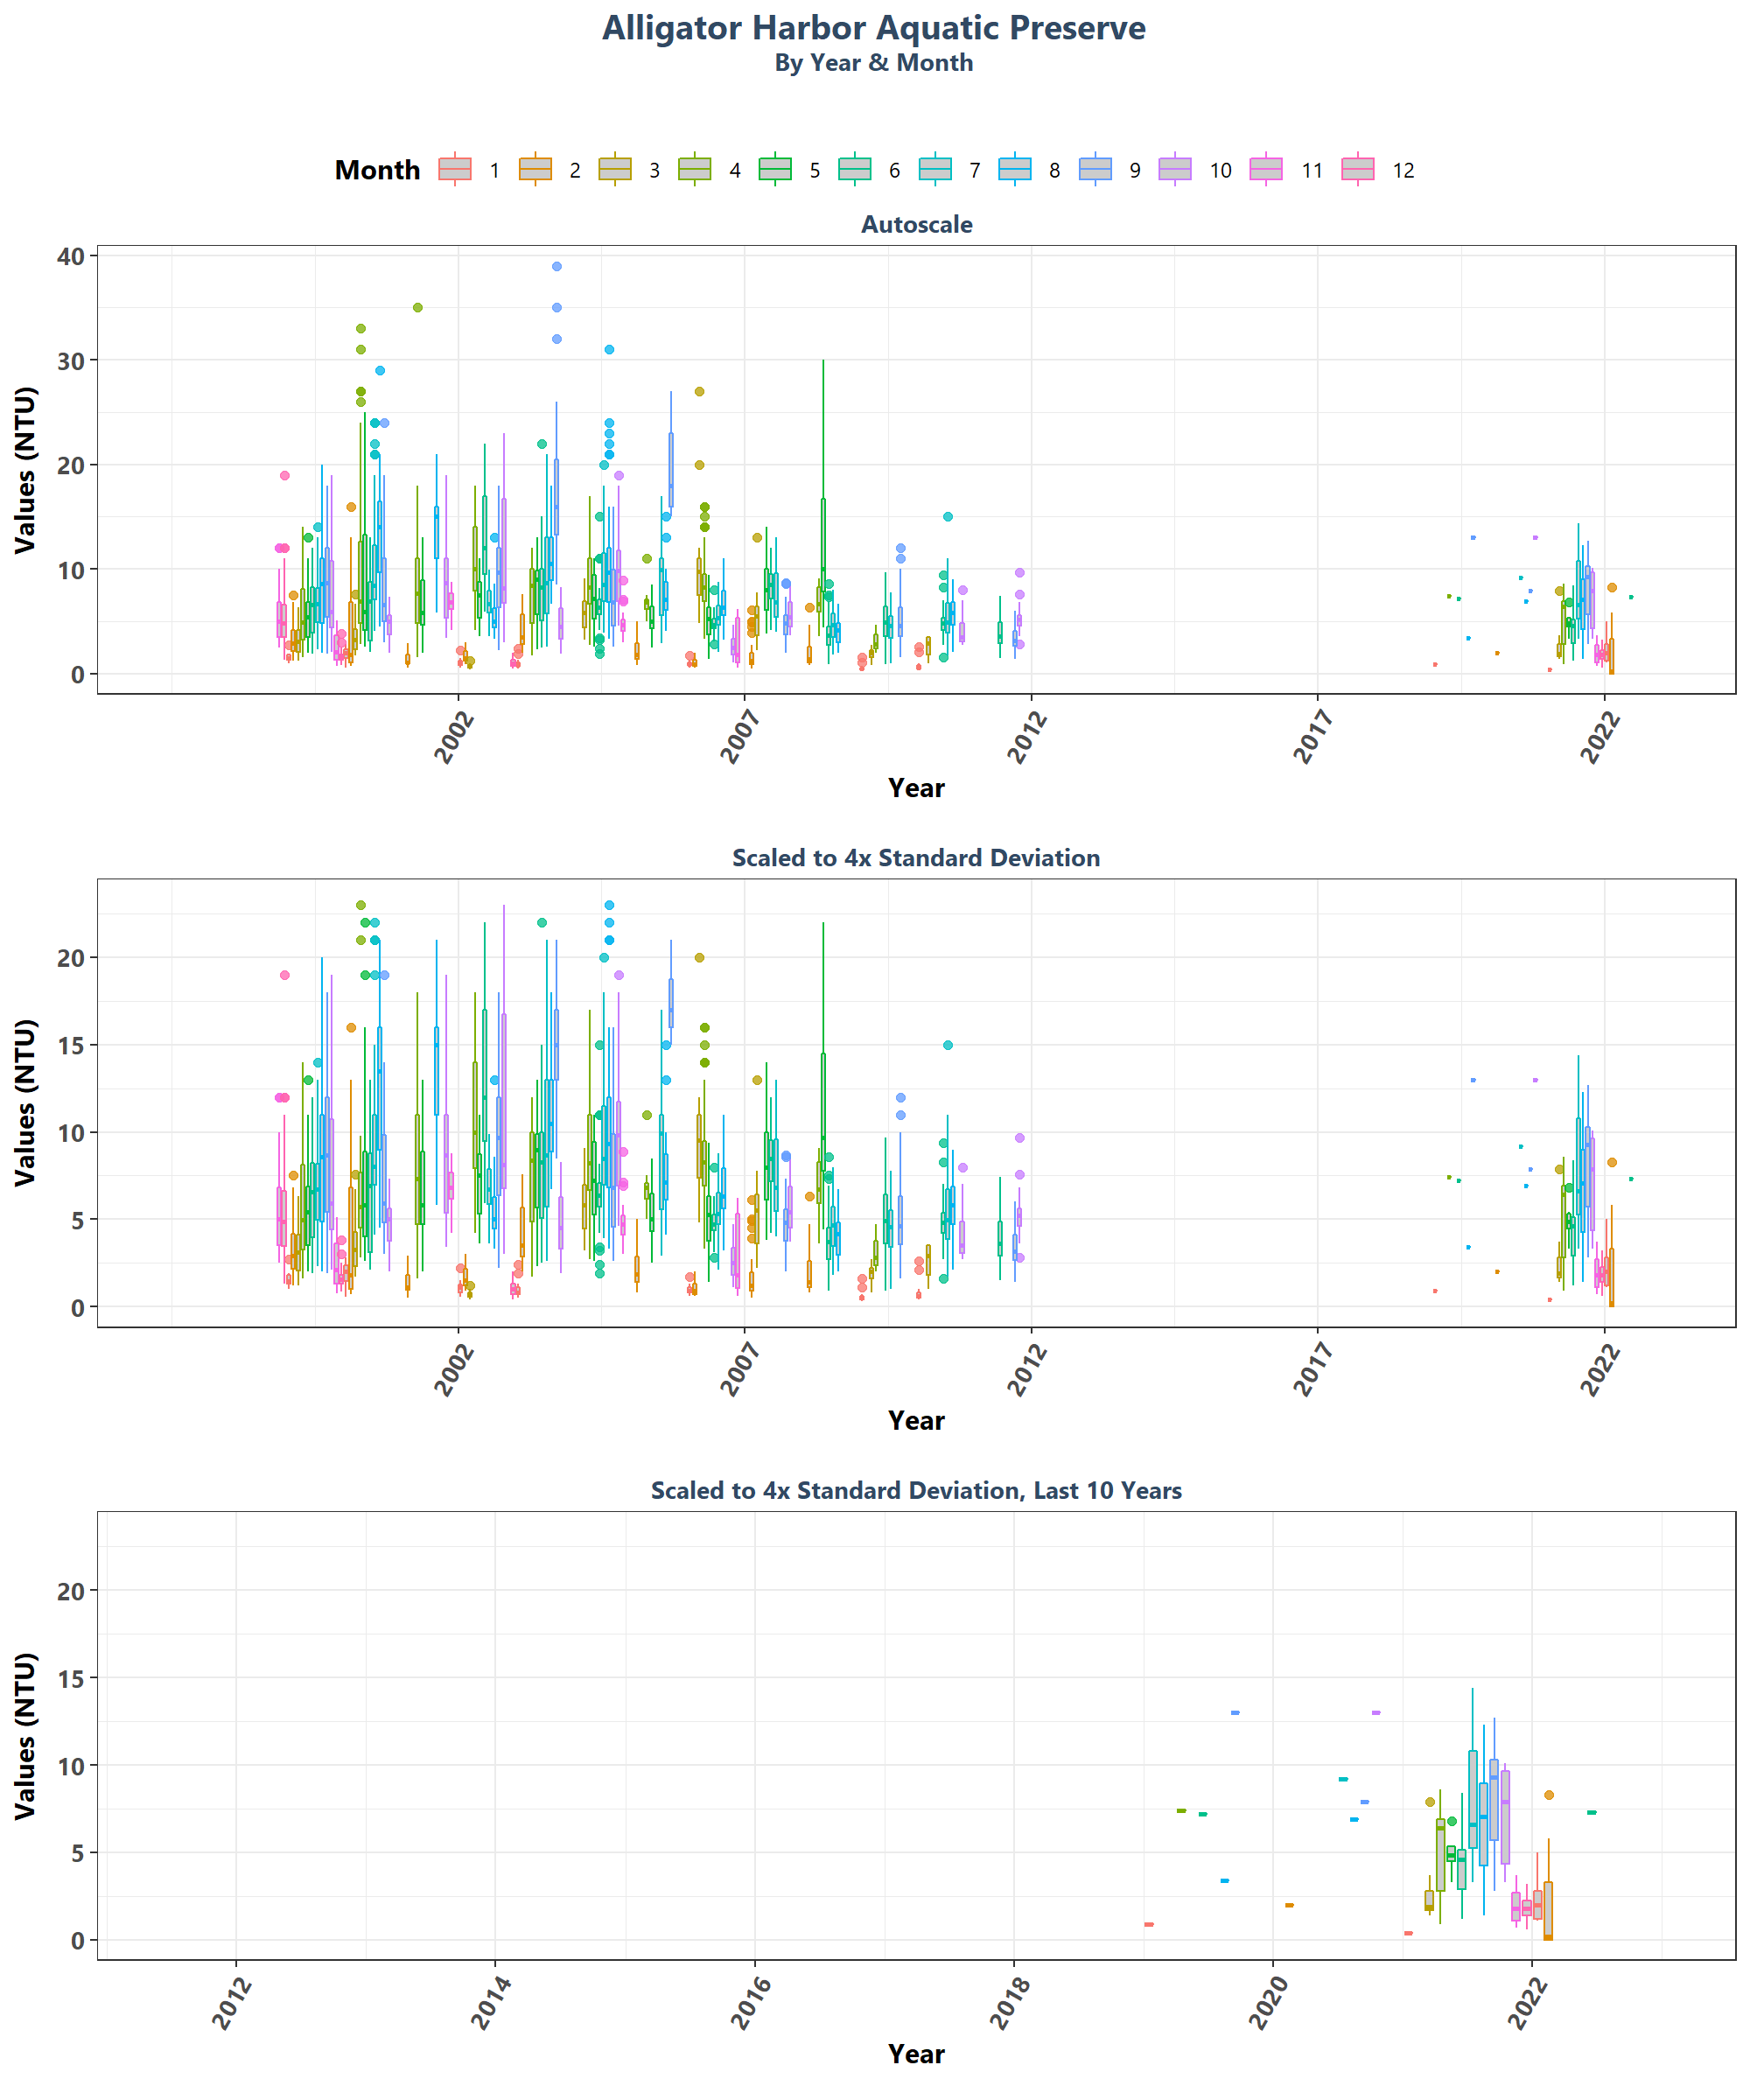 Alligator Harbor Aquatic Preserve
By Year & Month
Month 1 2 3 4 5 6 7 8 9 10 11 12
Autoscale
Values (NTU)
40
30
20
10
0
2002 2007 2012 2017 2022
Year
Scaled to 4x Standard Deviation
Values (NTU)
20
15
10
5
0
2002 2007 2012 2017 2022
Year
Scaled to 4x Standard Deviation, Last 10 Years
Values (NTU)
20
15
10
5
0
2012 2014 2016 2018 2020 2022
Year